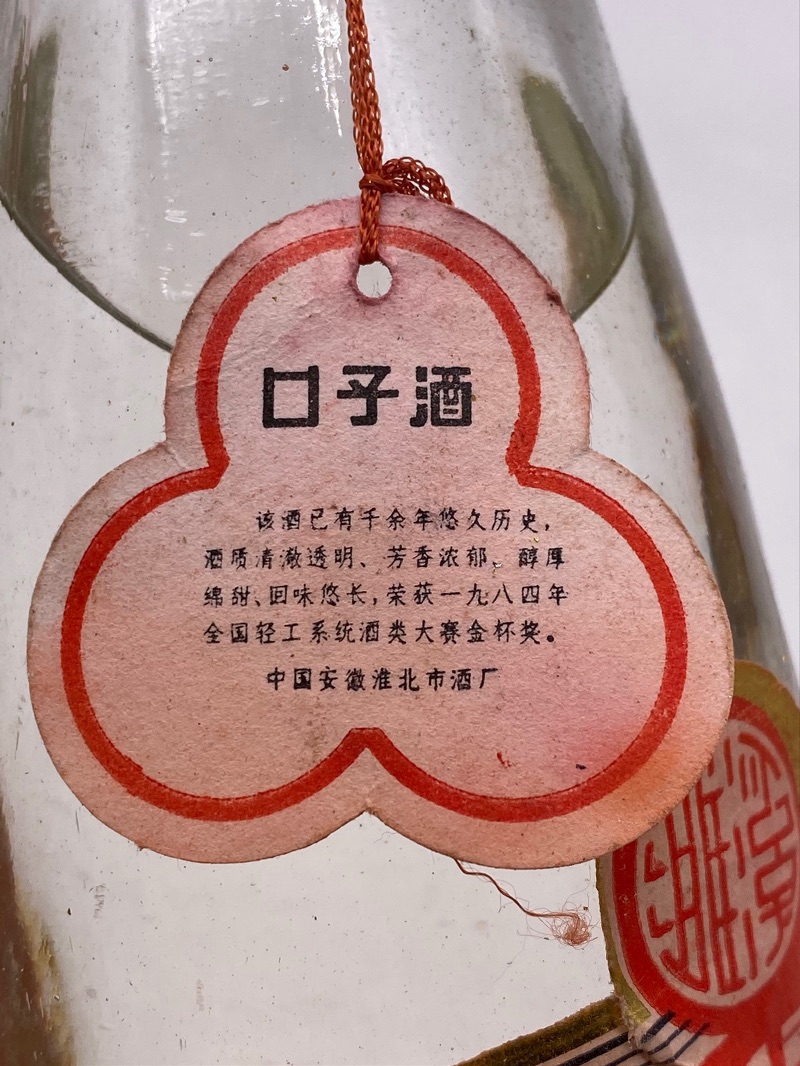 口子酒
该酒已有千余年悠久历史，
酒质清澈透明、芳香浓郁、醇厚
绵甜、回味悠长，荣获一九八四年
全国轻工系统酒类大赛金杯奖。
中国安徽淮北市酒厂